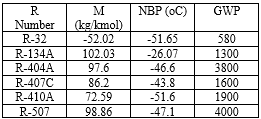 R Number M (kg/kmol) NBP (oC) GWP
R-32 -52.02 -51.65 580
R-134A 102.03 -26.07 1300
R-404A 97.6 -46.6 3800
R-407C 86.2 -43.8 1600
R-410A 72.59 -51.6 1900
R-507 98.86 -47.1 4000